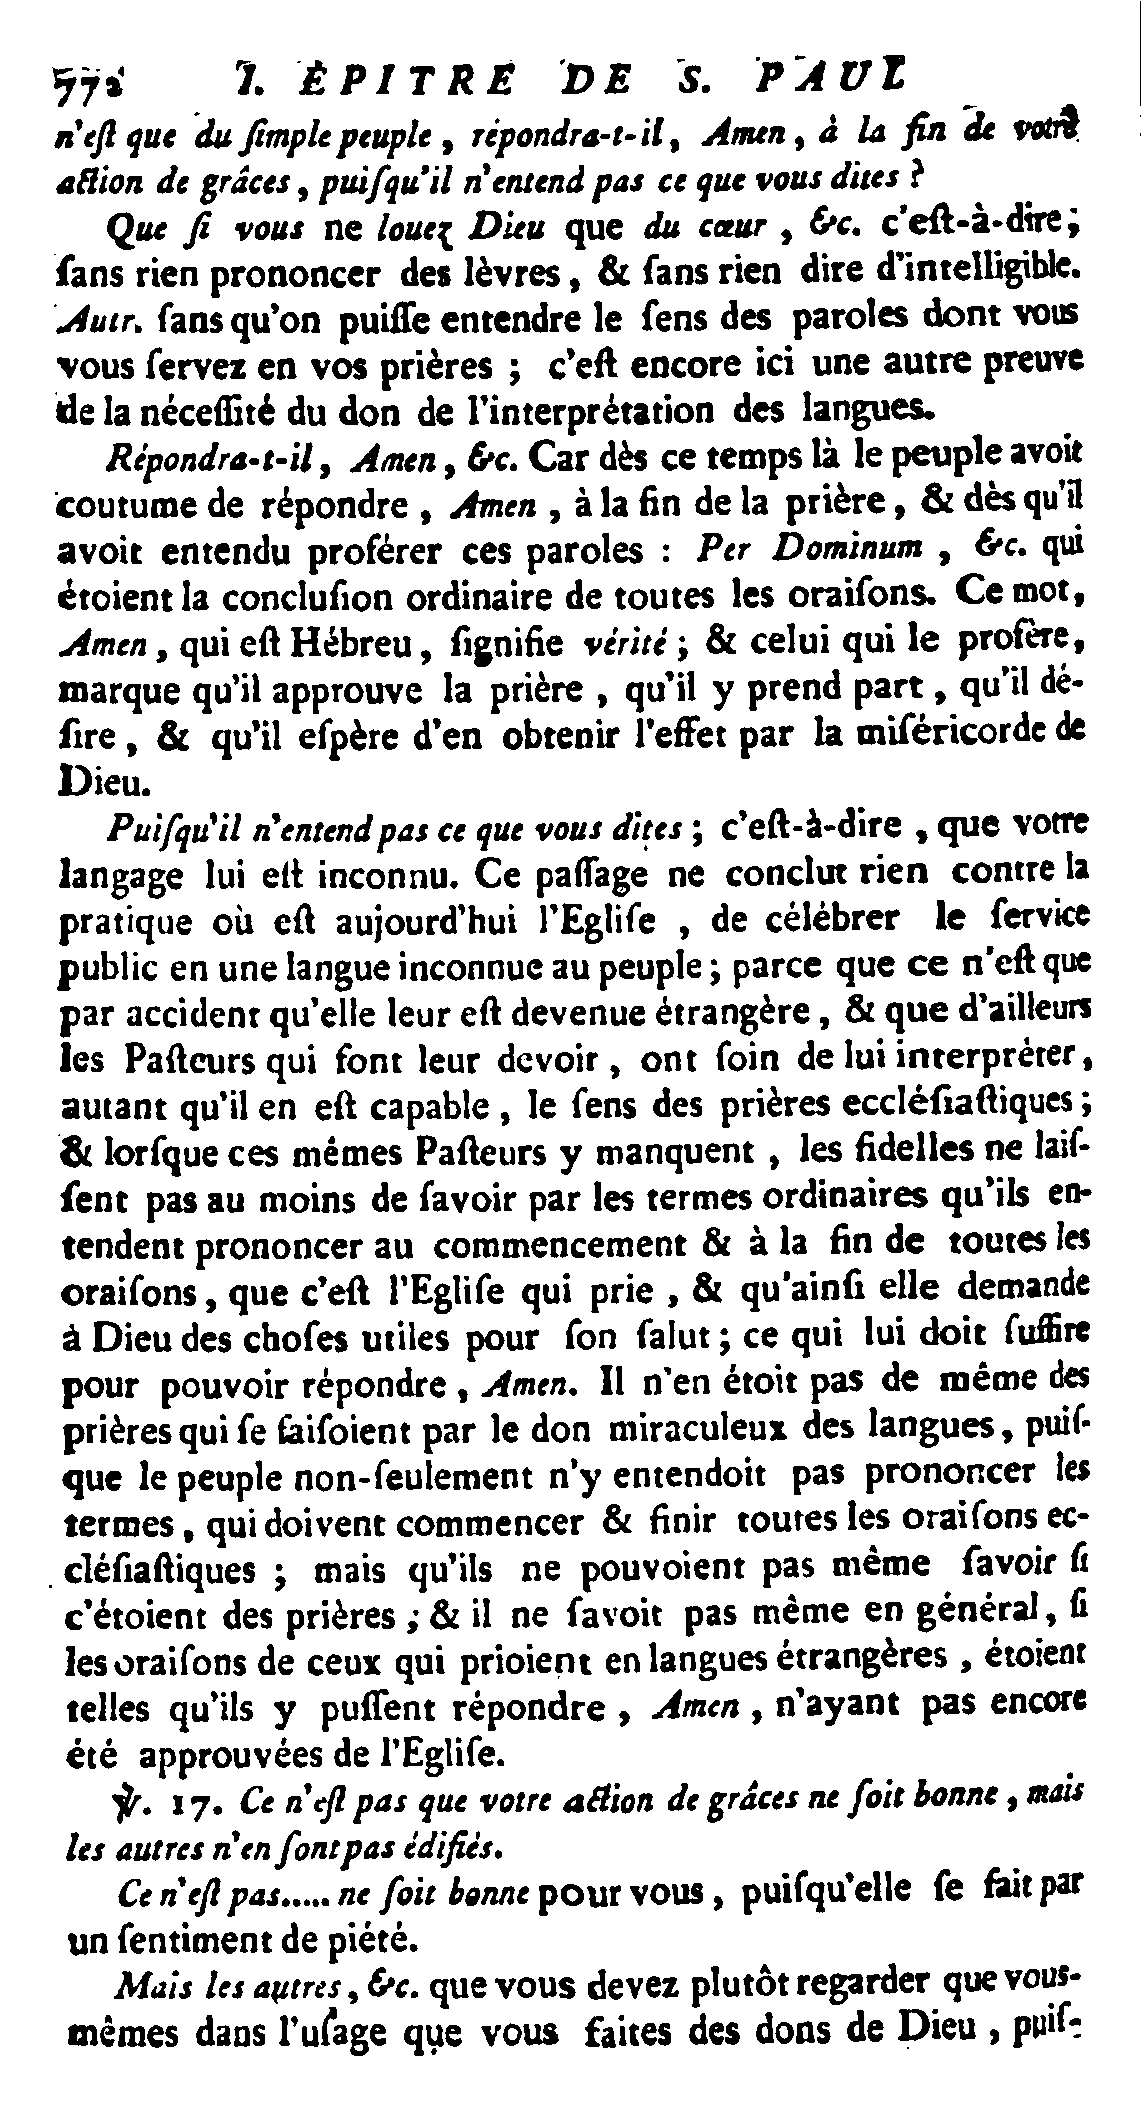 572 I. ÉPITRE DE S. PAUL
n'eſt que du ſimple peuple, répondra-t-il, Amen, à la fin de votre
action de grâces, puiſqu'il n'entend pas ce que vous dites ?
Que ſi vous ne louez Dieu que du cœur, &c. c'eſt-à-dire;
ſans rien prononcer des lèvres, & ſans rien dire d'intelligible.
Autr. ſans qu'on puiſſe entendre le ſens des paroles dont vous
vous ſervez en vos prières ; c'eſt encore ici une autre preuve
de la néceſſité du don de l'interprétation des langues.
Répondra-t-il, Amen, &c. Car dès ce temps là le peuple avoit
coutume de répondre, Amen, à la fin de la prière, & dès qu'il
avoit entendu proférer ces paroles : Per Dominum, &c. qui
étoient la concluſion ordinaire de toutes les oraiſons. Ce mot,
Amen, qui eſt Hébreu, ſignifie vérité ; & celui qui le profère,
marque qu'il approuve la prière, qu'il y prend part, qu'il dé-
ſire, & qu'il eſpère d'en obtenir l'effet par la miſéricorde de
Dieu.
Puiſqu'il n'entend pas ce que vous dites ; c'eſt-à-dire, que votre
langage lui eſt inconnu. Ce paſſage ne conclut rien contre la
pratique où eſt aujourd'hui l'Egliſe, de célébrer le ſervice
public en une langue inconnue au peuple ; parce que ce n'eſt que
par accident qu'elle leur eſt devenue étrangère, & que d'ailleurs
les Paſteurs qui font leur devoir, ont ſoin de lui interpréter,
autant qu'il en eſt capable, le ſens des prières eccléſiaſtiques ;
& lorſque ces mêmes Paſteurs y manquent, les fidelles ne laiſ-
ſent pas au moins de ſavoir par les termes ordinaires qu'ils en-
tendent prononcer au commencement & à la fin de toutes les
oraiſons, que c'eſt l'Egliſe qui prie, & qu'ainſi elle demande
à Dieu des choſes utiles pour ſon ſalut ; ce qui lui doit ſuffire
pour pouvoir répondre, Amen. Il n'en étoit pas de même des
prières qui ſe faiſoient par le don miraculeux des langues, puiſ-
que le peuple non-ſeulement n'y entendoit pas prononcer les
termes, qui doivent commencer & finir toutes les oraiſons ec-
cléſiaſtiques ; mais qu'ils ne pouvoient pas même ſavoir ſi
c'étoient des prières ; & il ne ſavoit pas même en général, ſi
les oraiſons de ceux qui prioient en langues étrangères, étoient
telles qu'ils y puſſent répondre, Amen, n'ayant pas encore
été approuvées de l'Egliſe.
℣. 17. Ce n'eſt pas que votre action de grâces ne ſoit bonne, mais
les autres n'en ſont pas édifiés.
Ce n'eſt pas..... ne ſoit bonne pour vous, puiſqu'elle ſe fait par
un ſentiment de piété.
Mais les autres, &c. que vous devez plutôt regarder que vous-
mêmes dans l'uſage que vous faites des dons de Dieu, puiſ-